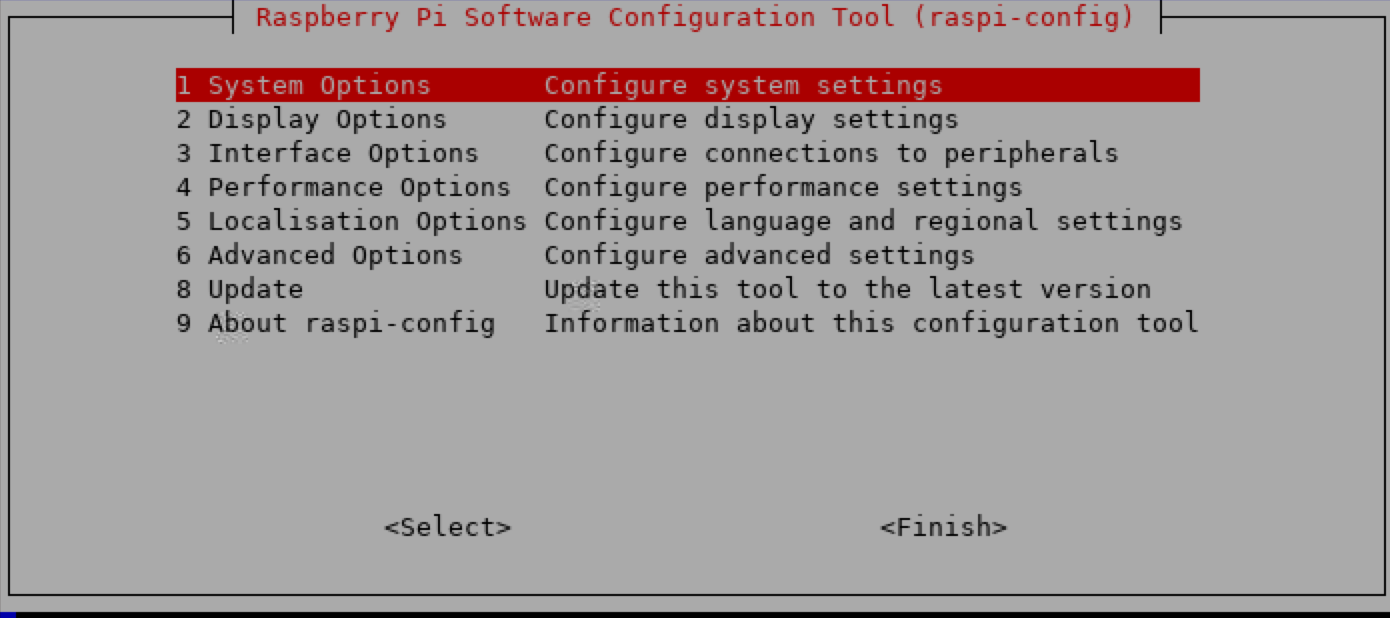 Raspberry Pi Software Configuration Tool (raspi-config)
1 System Options Configure system settings
2 Display Options Configure display settings
3 Interface Options Configure connections to peripherals
4 Performance Options Configure performance settings
5 Localisation Options Configure language and regional settings
6 Advanced Options Configure advanced settings
8 Update Update this tool to the latest version
9 About raspi-config Information about this configuration tool
<Select> <Finish>